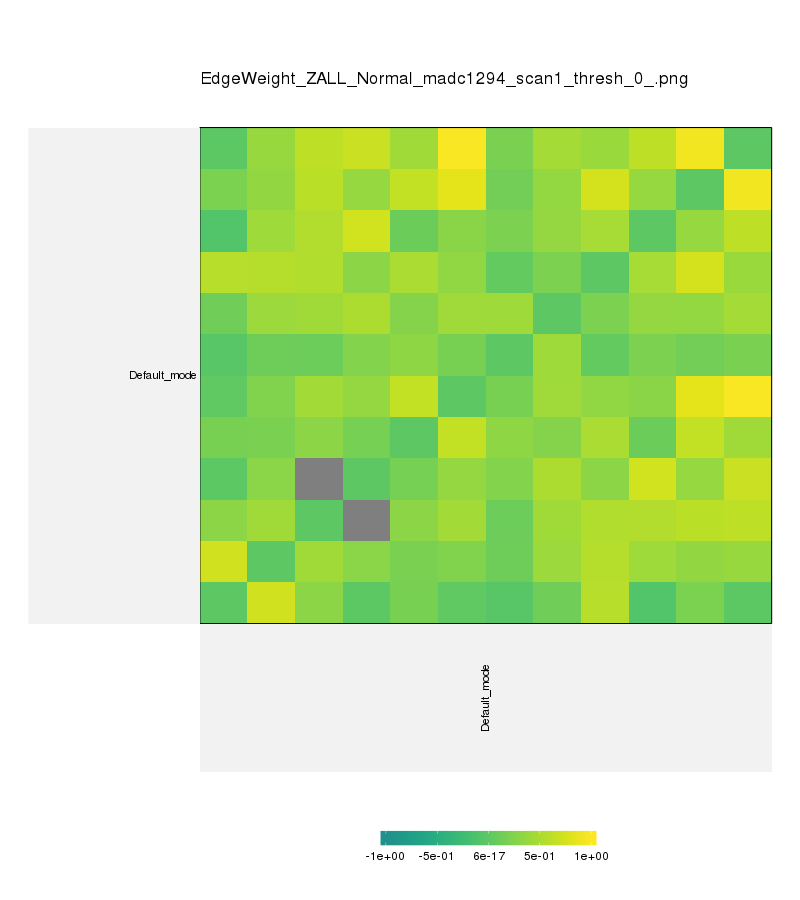 EdgeWeight_ZALL_Normal_madc1294_scan1_thresh_0_.png
Default_mode
Default_mode
-1e+00 -5e-01 6e-17 5e-01 1e+00